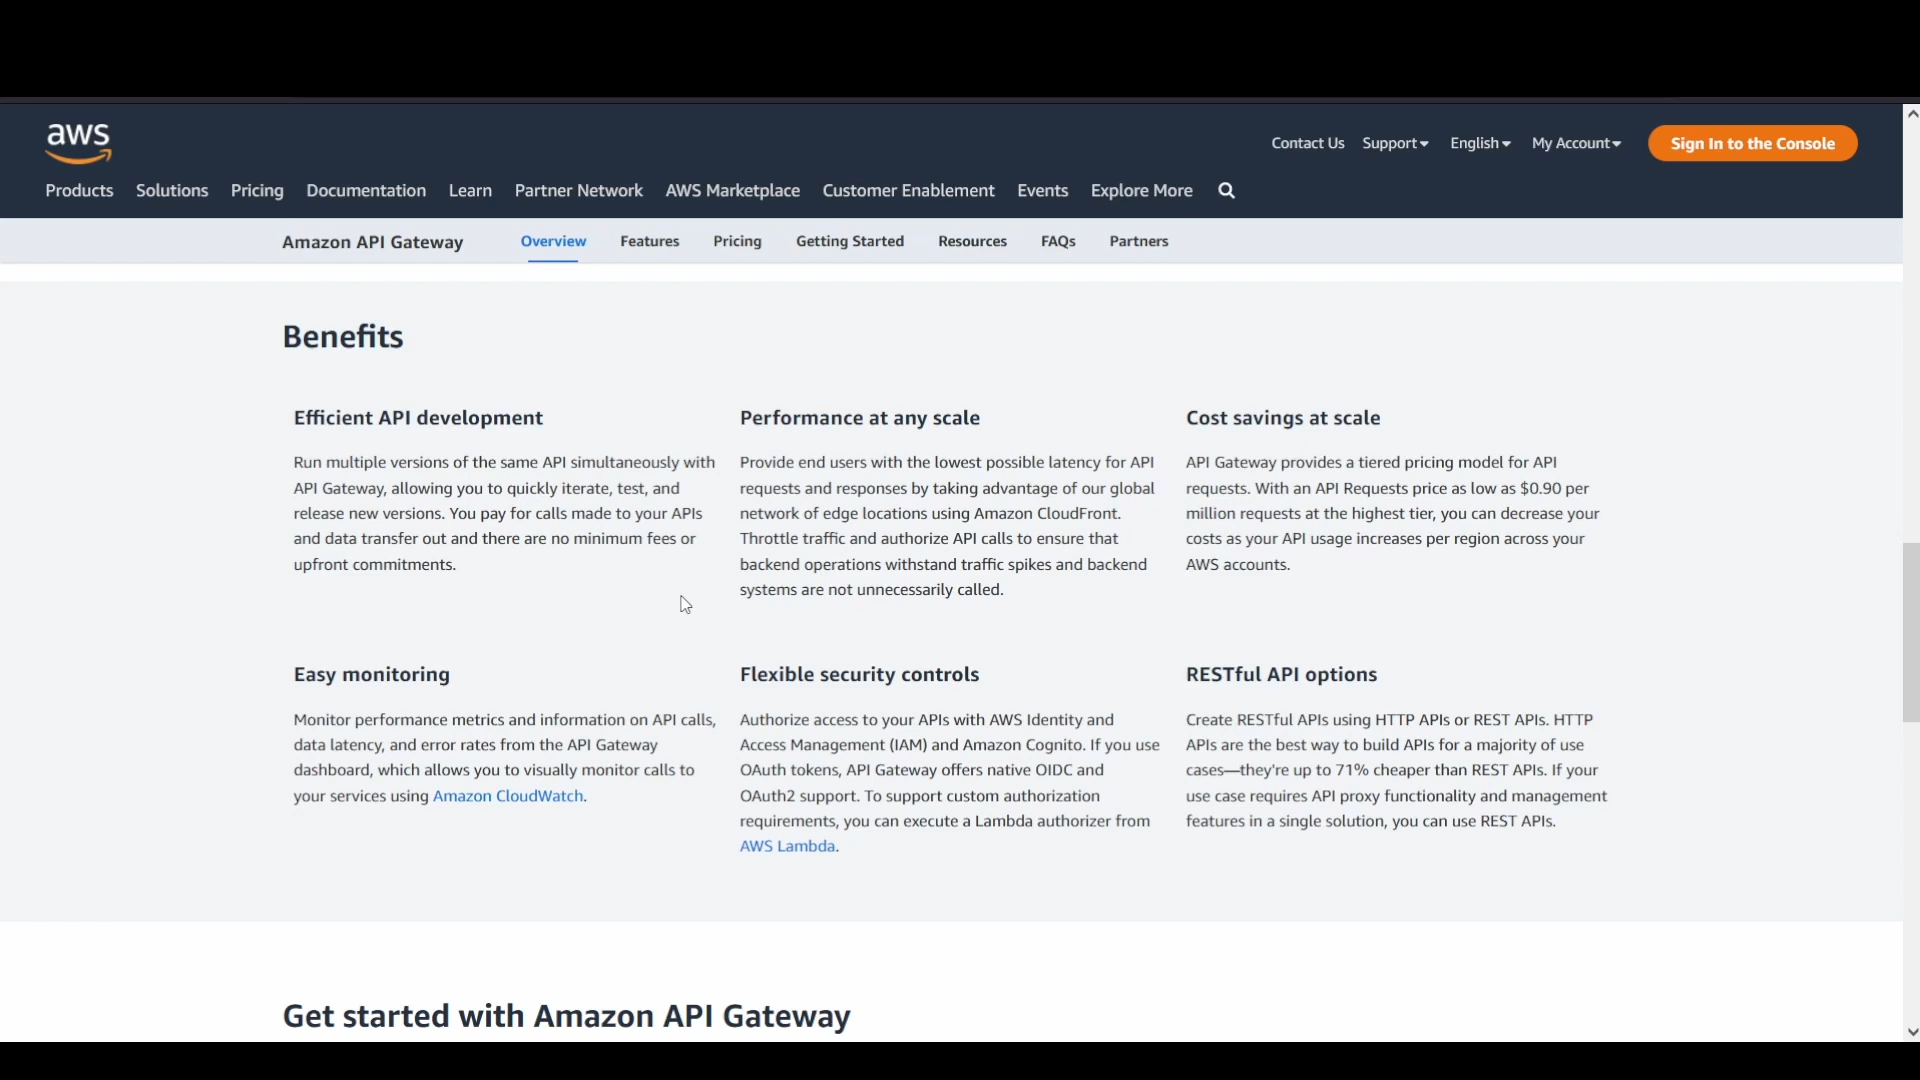 aws
Contact Us Support English My Account Sign In to the Console
Products Solutions Pricing Documentation Learn Partner Network AWS Marketplace Customer Enablement Events Explore More
Amazon API Gateway Overview Features Pricing Getting Started Resources FAQs Partners
Benefits
Efficient API development
Run multiple versions of the same API simultaneously with
API Gateway, allowing you to quickly iterate, test, and
release new versions. You pay for calls made to your APIs
and data transfer out and there are no minimum fees or
upfront commitments.
Performance at any scale
Provide end users with the lowest possible latency for API
requests and responses by taking advantage of our global
network of edge locations using Amazon CloudFront.
Throttle traffic and authorize API calls to ensure that
backend operations withstand traffic spikes and backend
systems are not unnecessarily called.
Cost savings at scale
API Gateway provides a tiered pricing model for API
requests. With an API Requests price as low as $0.90 per
million requests at the highest tier, you can decrease your
costs as your API usage increases per region across your
AWS accounts.
Easy monitoring
Monitor performance metrics and information on API calls,
data latency, and error rates from the API Gateway
dashboard, which allows you to visually monitor calls to
your services using Amazon CloudWatch.
Flexible security controls
Authorize access to your APIs with AWS Identity and
Access Management (IAM) and Amazon Cognito. If you use
OAuth tokens, API Gateway offers native OIDC and
OAuth2 support. To support custom authorization
requirements, you can execute a Lambda authorizer from
AWS Lambda.
RESTful API options
Create RESTful APIs using HTTP APIs or REST APIs. HTTP
APIs are the best way to build APIs for a majority of use
cases—they're up to 71% cheaper than REST APIs. If your
use case requires API proxy functionality and management
features in a single solution, you can use REST APIs.
Get started with Amazon API Gateway